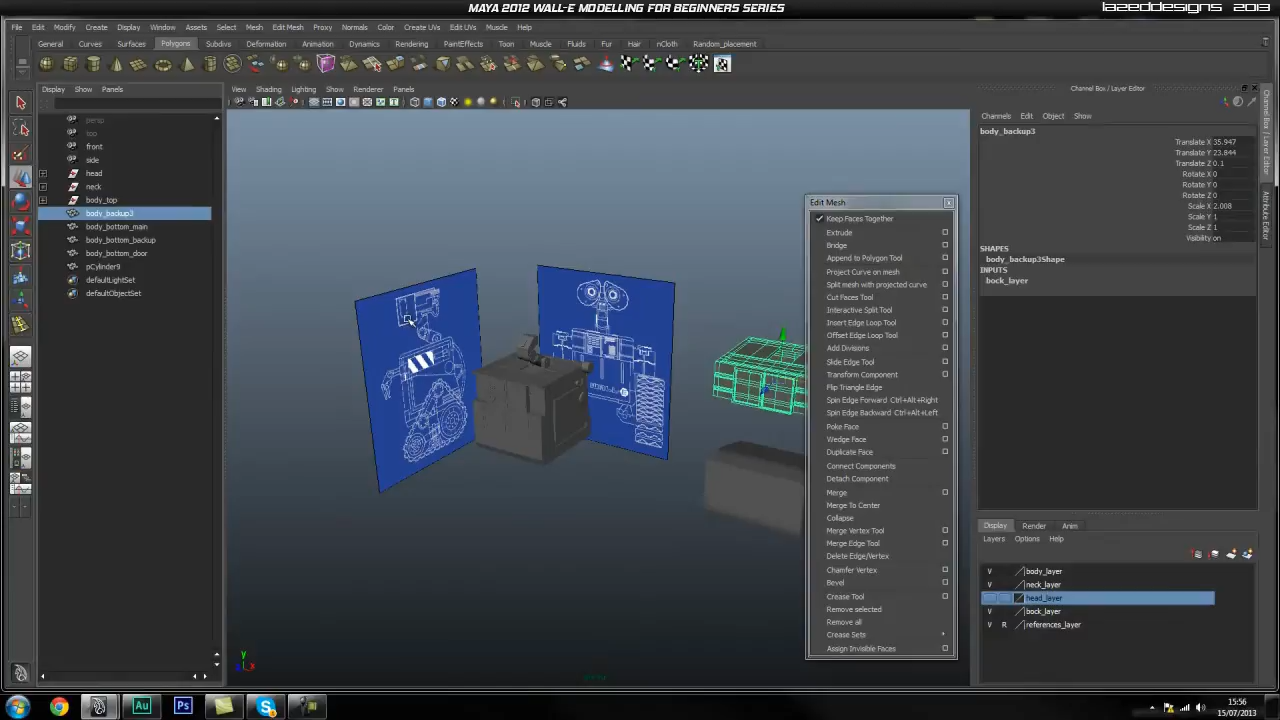 MAYA 2012 WALL-E MODELLING FOR BEGINNERS SERIES
LAZEDDESIGNS 2013
File Edit Modify Create Display Window Assets Select Mesh Edit Mesh Proxy Normals Color Create UVs Edit UVs Muscle Help
General Curves Surfaces Polygons Subdivs Deformation Animation Dynamics Rendering PaintEffects Toon Muscle Fluids Fur Hair nCloth Random_placement
Display Show Panels
View Shading Lighting Show Renderer Panels
Channel Box / Layer Editor
Channels Edit Object Show
persp
top
front
side
head
neck
body_top
body_backup3
body_bottom_main
body_bottom_backup
body_bottom_door
pCylinder9
defaultLightSet
defaultObjectSet
Edit Mesh
Keep Faces Together
Extrude
Bridge
Append to Polygon Tool
Project Curve on mesh
Split mesh with projected curve
Cut Faces Tool
Interactive Split Tool
Insert Edge Loop Tool
Offset Edge Loop Tool
Add Divisions
Slide Edge Tool
Transform Component
Flip Triangle Edge
Spin Edge Forward Ctrl+Alt+Right
Spin Edge Backward Ctrl+Alt+Left
Poke Face
Wedge Face
Duplicate Face
Connect Components
Detach Component
Merge
Merge To Center
Collapse
Merge Vertex Tool
Merge Edge Tool
Delete Edge/Vertex
Chamfer Vertex
Bevel
Crease Tool
Remove selected
Remove all
Crease Sets
Assign Invisible Faces
body_backup3
Translate X 35.947
Translate Y 23.844
Translate Z 0.1
Rotate X 0
Rotate Y 0
Rotate Z 0
Scale X 2.008
Scale Y 1
Scale Z 1
Visibility on
SHAPES
body_backup3Shape
INPUTS
bock_layer
Channel Box / Layer Editor
Attribute Editor
Display Render Anim
Layers Options Help
V body_layer
V neck_layer
head_layer
V bock_layer
V R references_layer
y
x
persp
Au
Ps
15:56
15/07/2013